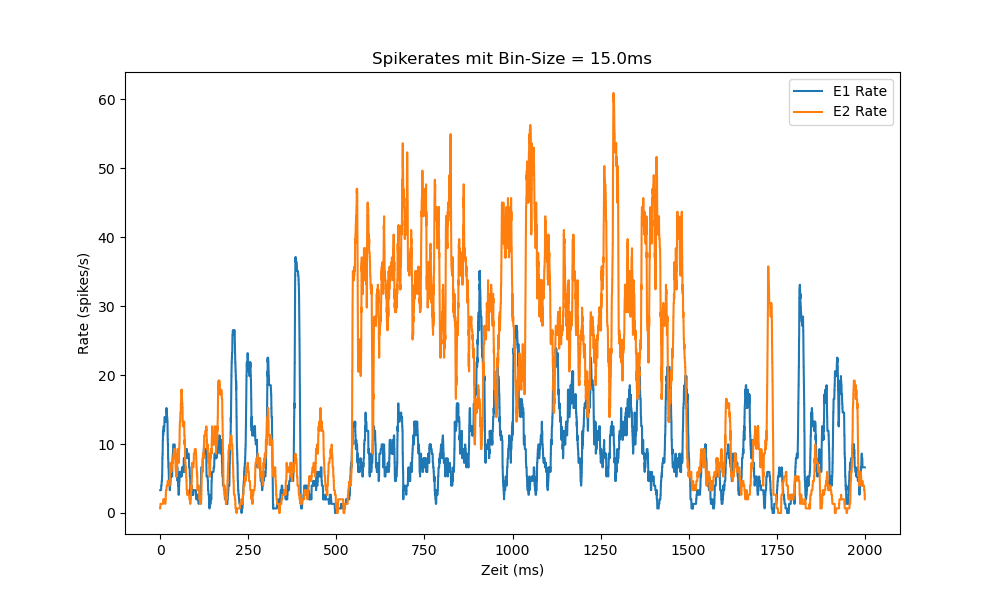 Spikerates mit Bin-Size = 15.0ms
E1 Rate
E2 Rate
Rate (spikes/s)
60
50
40
30
20
10
0
0 250 500 750 1000 1250 1500 1750 2000
Zeit (ms)